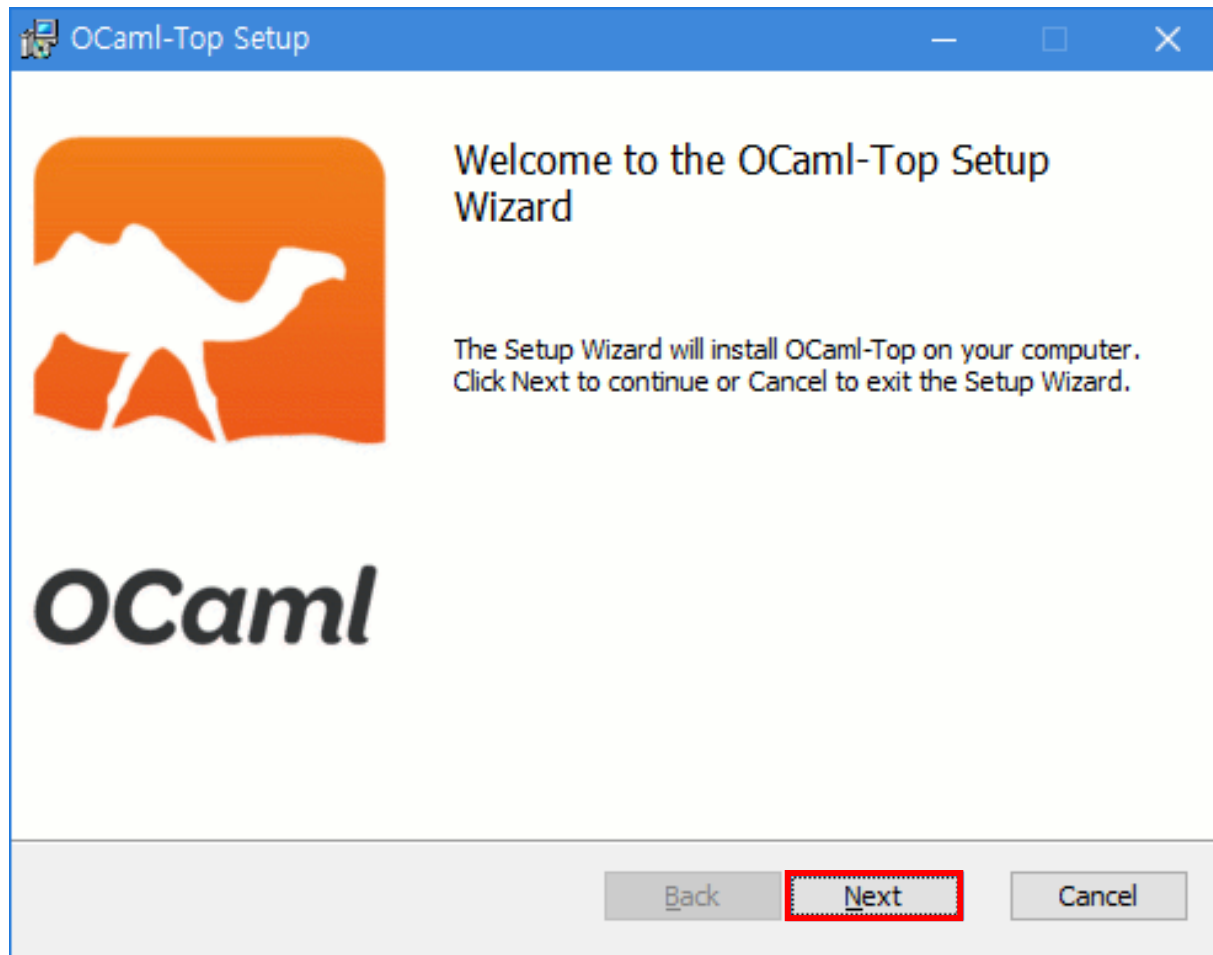 OCaml-Top Setup
Welcome to the OCaml-Top Setup
Wizard
The Setup Wizard will install OCaml-Top on your computer.
Click Next to continue or Cancel to exit the Setup Wizard.
OCaml
Back Next Cancel